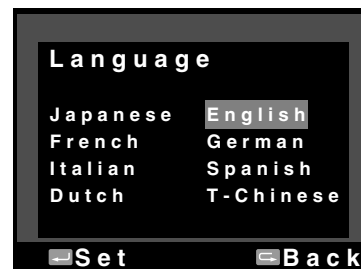 Language
Japanese English
French German
Italian Spanish
Dutch T-Chinese
Set Back